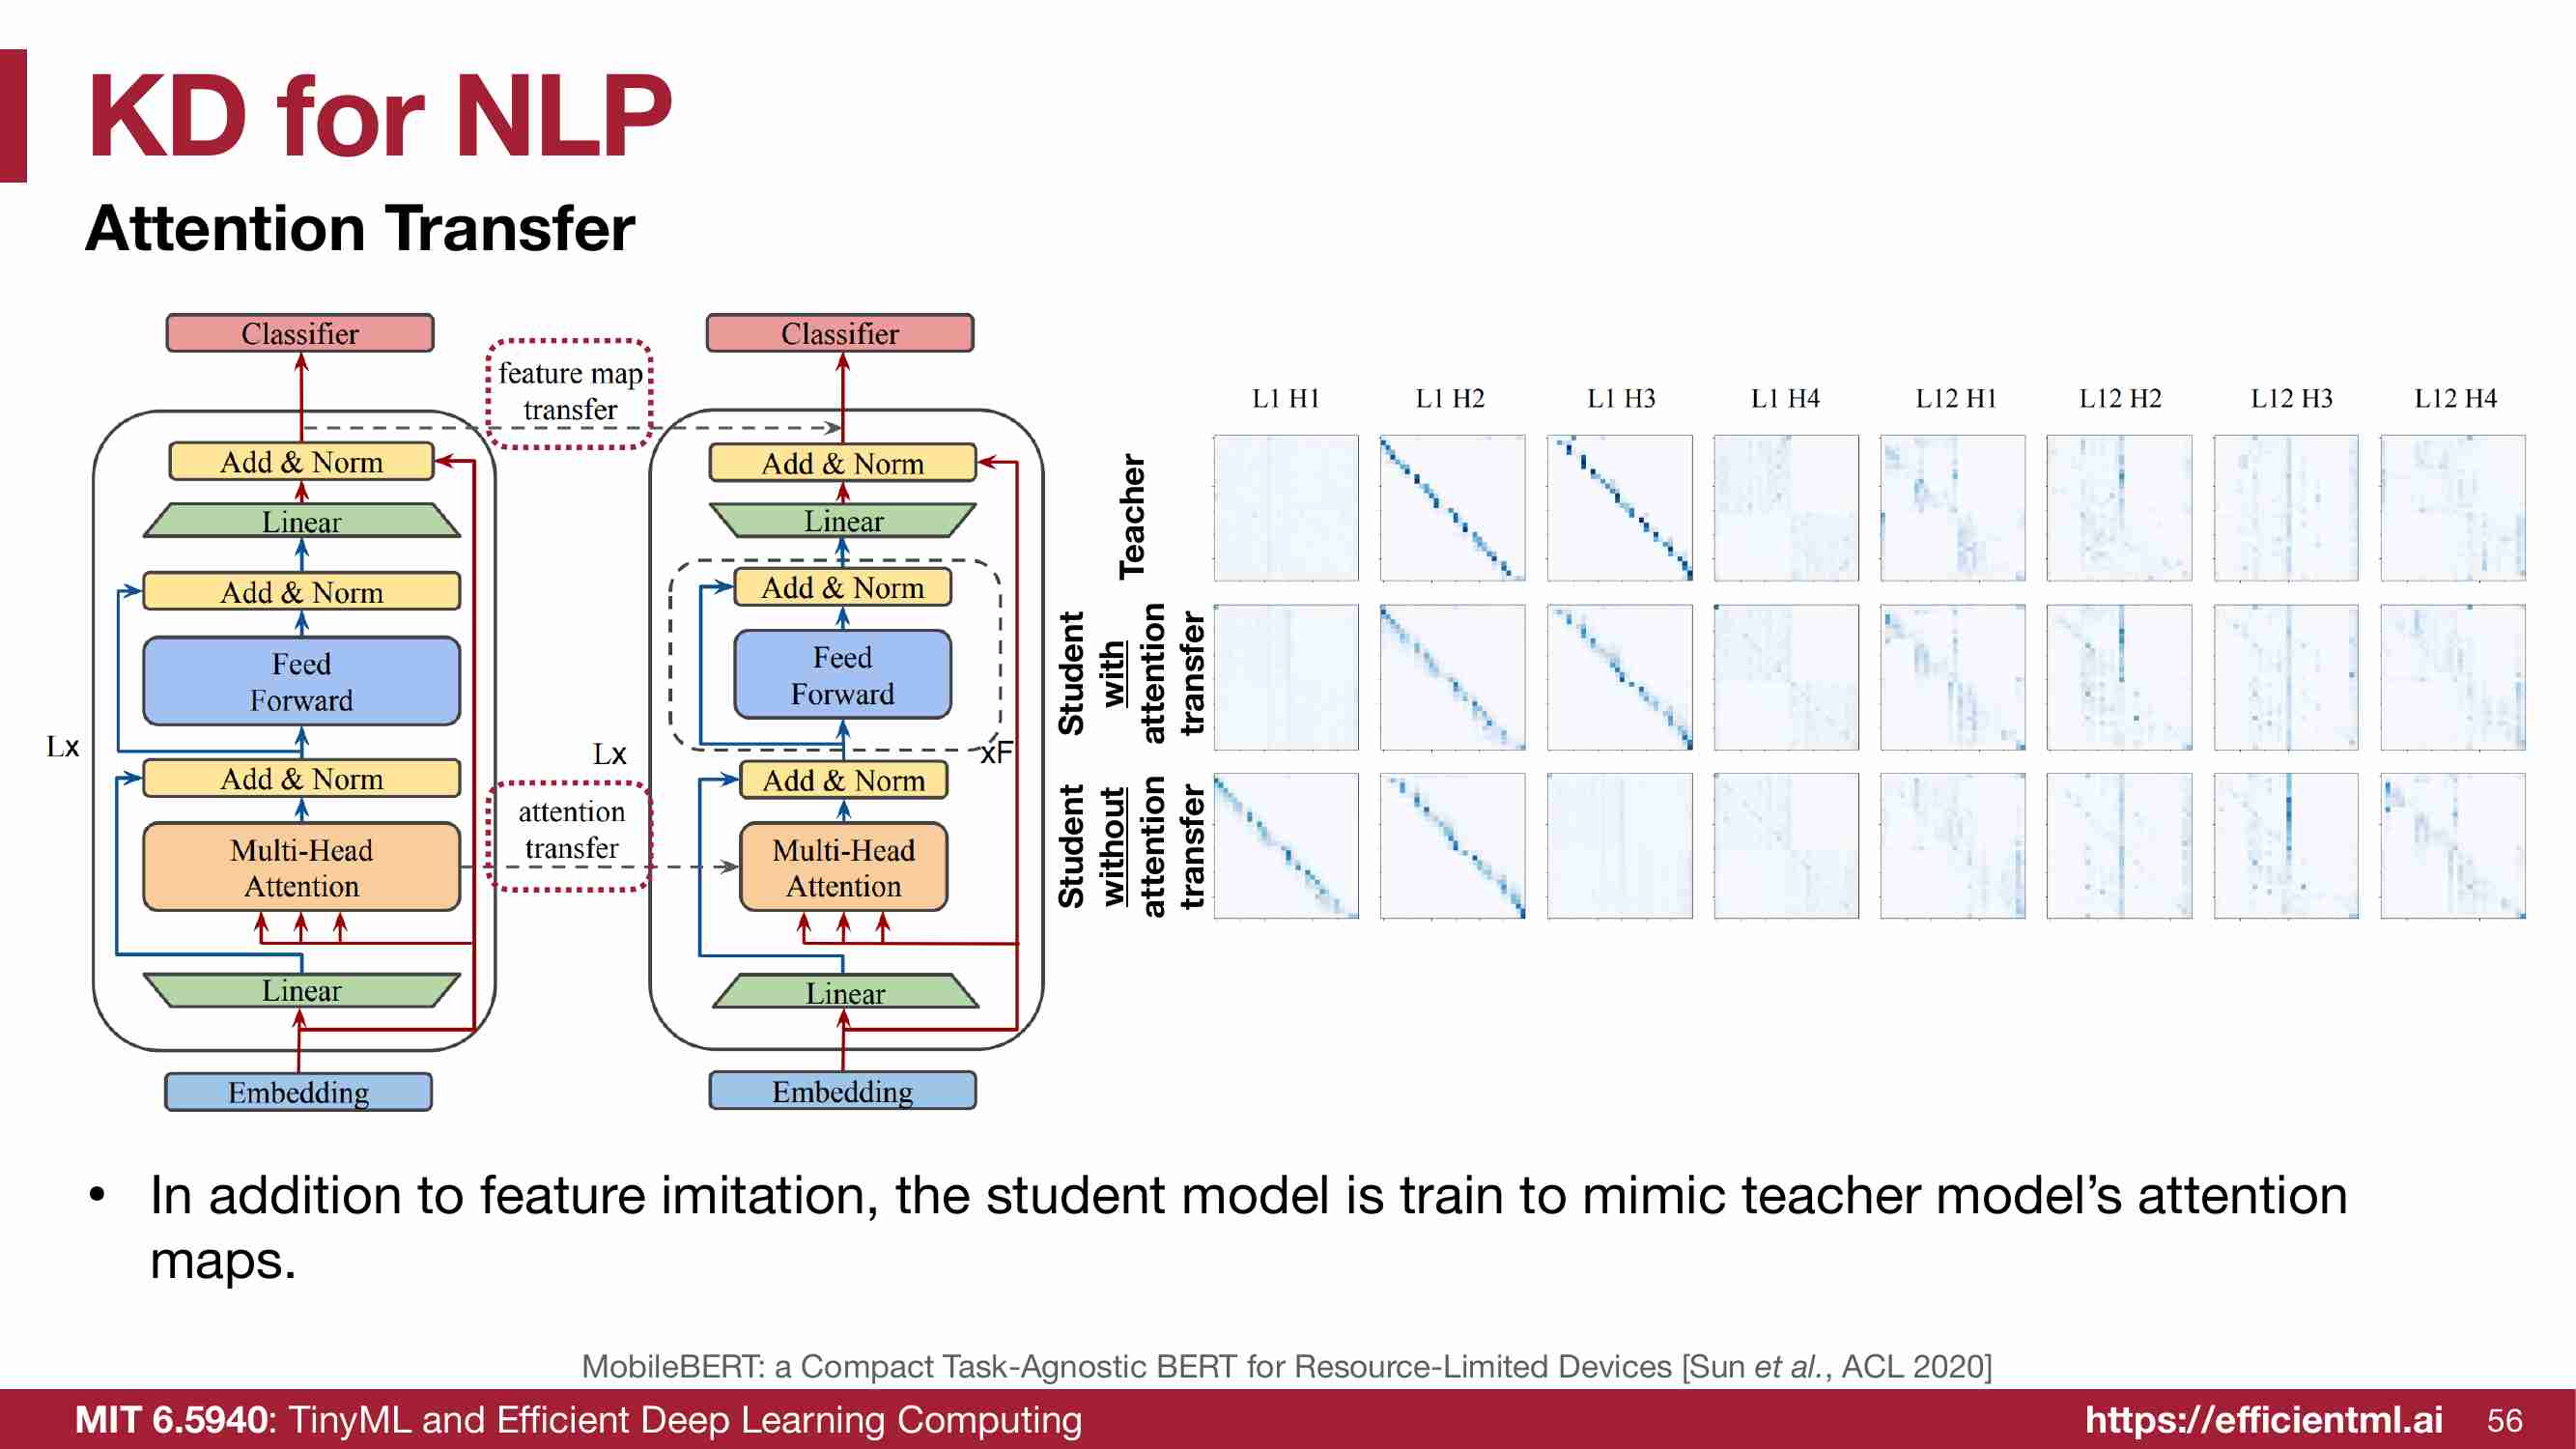 KD for NLP
Attention Transfer
Classifier
Add & Norm
Linear
Add & Norm
Feed
Forward
Lx
Add & Norm
Multi-Head
Attention
Linear
Embedding
feature map
transfer
attention
transfer
Classifier
Add & Norm
Linear
Add & Norm
Feed
Forward
xF
Lx
Add & Norm
Multi-Head
Attention
Linear
Embedding
L1 H1
L1 H2
L1 H3
L1 H4
L12 H1
L12 H2
L12 H3
L12 H4
Teacher
Student
with
attention
transfer
Student
without
attention
transfer
• In addition to feature imitation, the student model is train to mimic teacher model’s attention
maps.
MobileBERT: a Compact Task-Agnostic BERT for Resource-Limited Devices [Sun et al., ACL 2020]
MIT 6.5940: TinyML and Efficient Deep Learning Computing
https://efficientml.ai
56